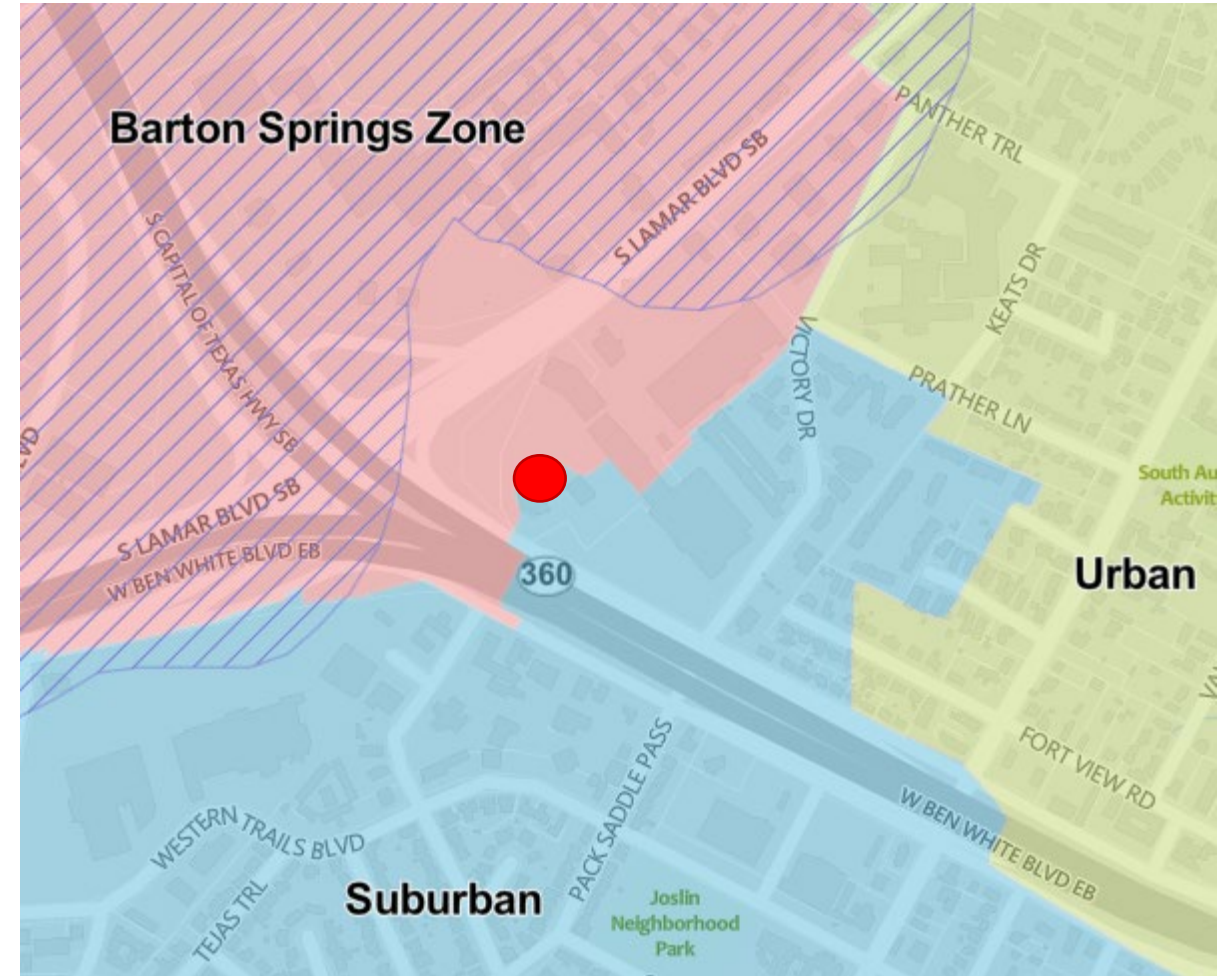 Barton Springs Zone
PANTHER TRL
S LAMAR BLVD SB
S CAPITAL OF TEXAS HWY SB
KEATS DR
VICTORY DR
PRATHER LN
South Au
Activit
S LAMAR BLVD SB
W BEN WHITE BLVD EB
360
Urban
FORT VIEW RD
W BEN WHITE BLVD EB
PACK SADDLE PASS
WESTERN TRAILS BLVD
TEJAS TRL
Suburban
Joslin
Neighborhood
Park